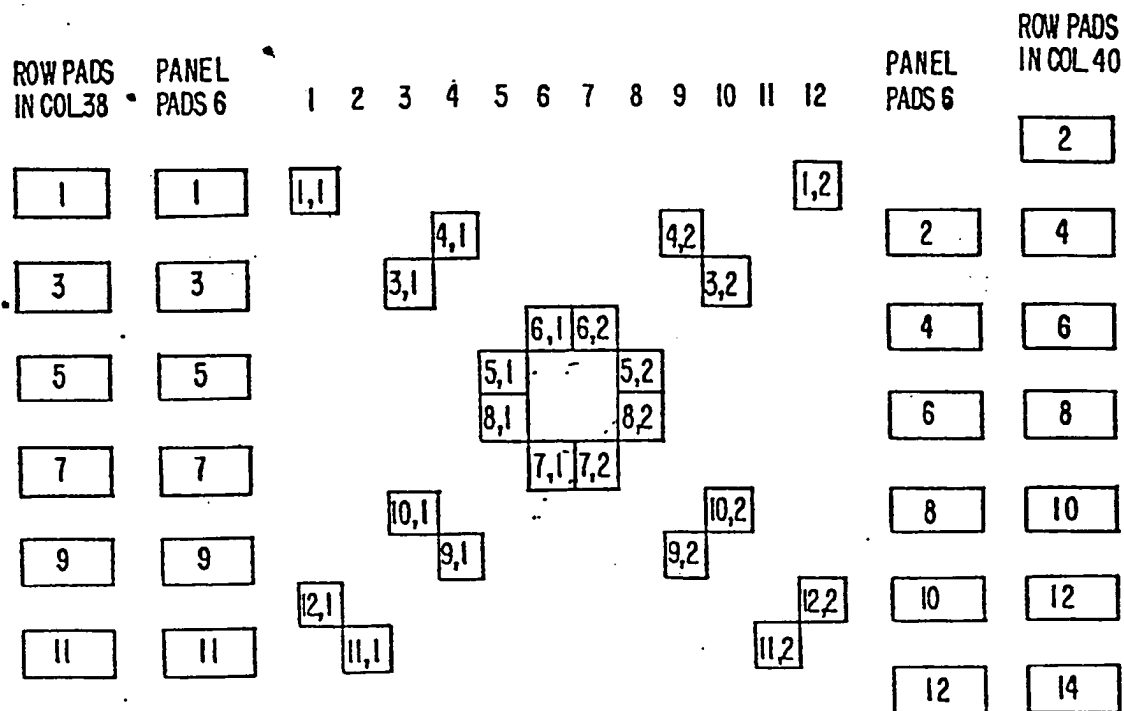 ROW PADS
IN COL.38
PANEL
PADS 6
1 2 3 4 5 6 7 8 9 10 11 12
PANEL
PADS 6
ROW PADS
IN COL. 40
2
1 1 1,1 1,2
4,1 4,2 2 4
3 3 3,1 3,2
6,1 6,2 4 6
5 5 5,1 5,2
8,1 8,2 6 8
7 7 7,1 7,2
10,1 10,2 8 10
9 9 9,1 9,2
12,1 12,2 10 12
11 11 11,1 11,2
12 14